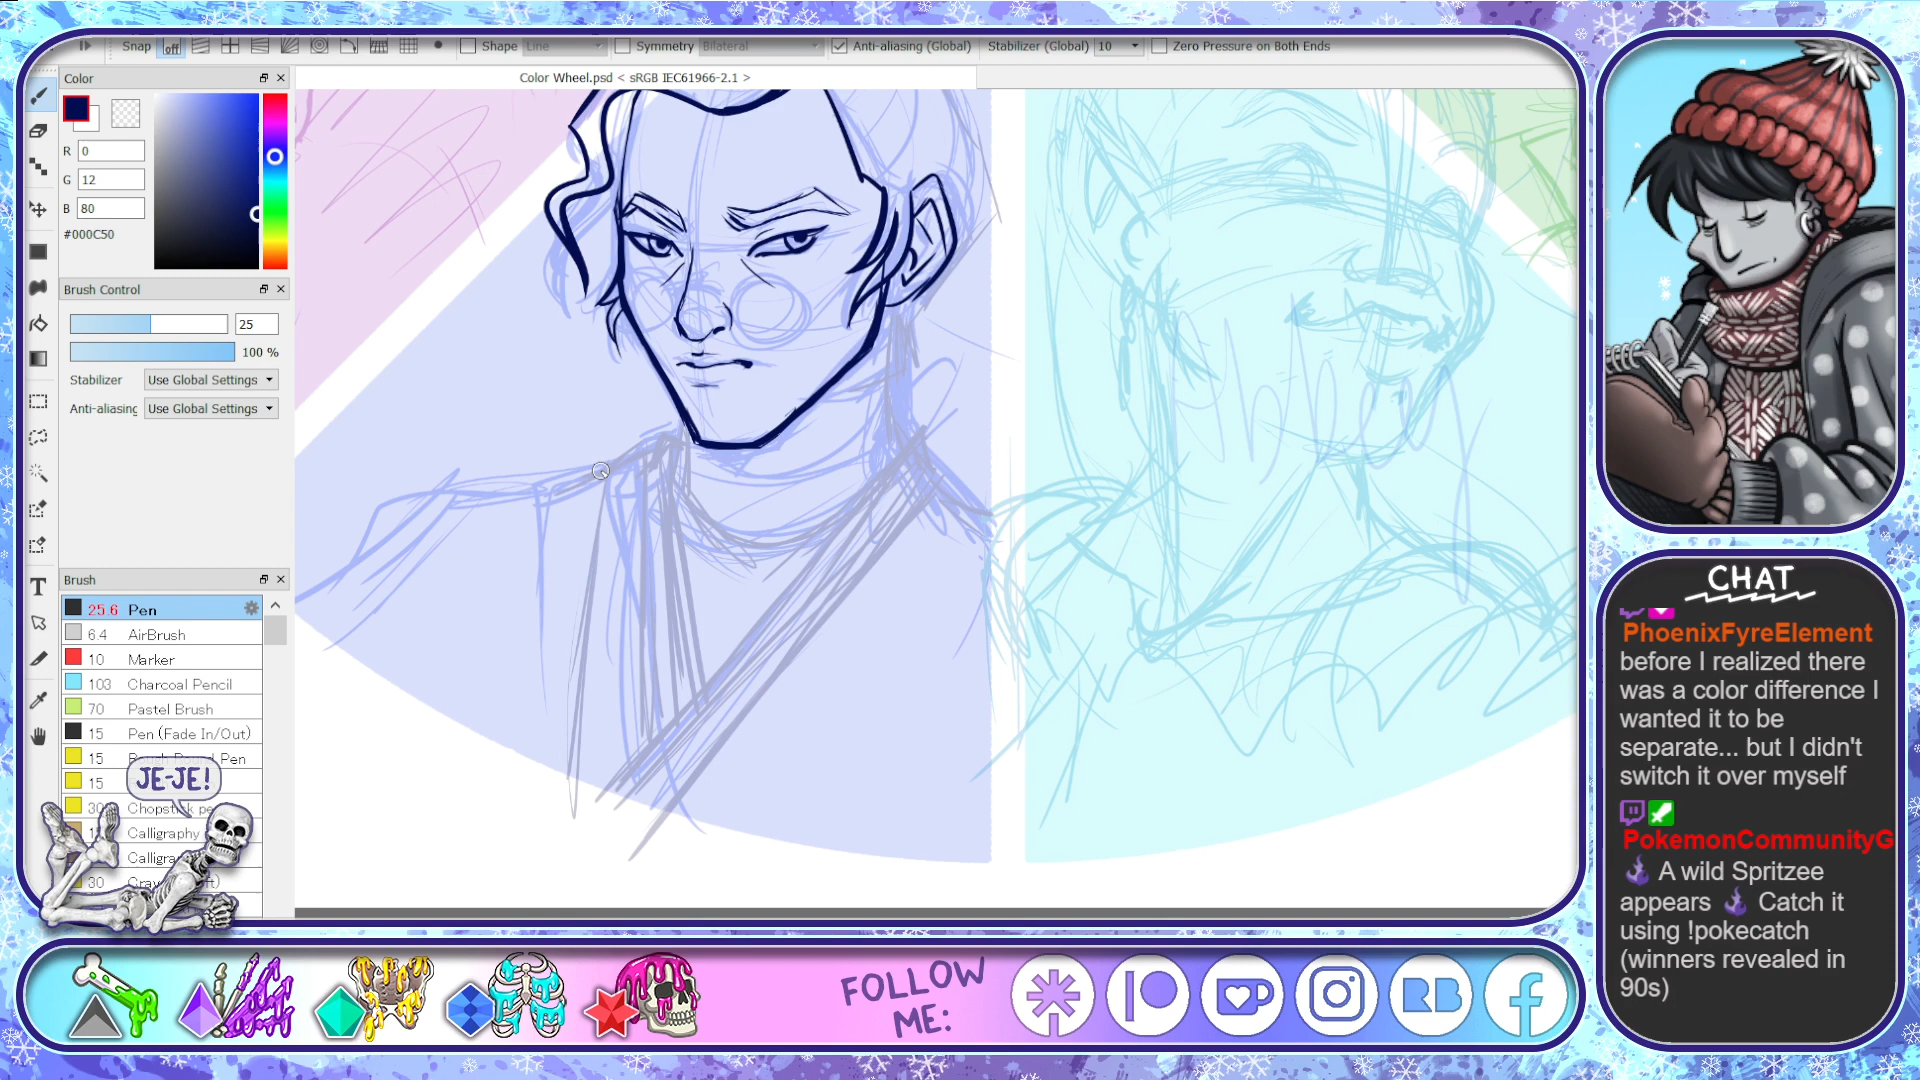 Snap off Shape Line Symmetry Bilateral Anti-aliasing (Global) Stabilizer (Global) 10 Zero Pressure on Both Ends
Color
Color Wheel.psd < sRGB IEC61966-2.1 >
R 0
G 12
B 80
#000C50
Brush Control
25
100 %
Stabilizer Use Global Settings
Anti-aliasing Use Global Settings
Brush
T
25.6 Pen
6.4 AirBrush
10 Marker
103 Charcoal Pencil
70 Pastel Brush
15 Pen (Fade In/Out)
15 Rough Round Pen
15
JE-JE!
Calligraphy
30
FOLLOW
ME:
RB
CHAT
PhoenixFyreElement
before I realized there
was a color difference I
wanted it to be
separate... but I didn't
switch it over myself
PokemonCommunityG
A wild Spritzee
appears Catch it
using !pokecatch
(winners revealed in
90s)